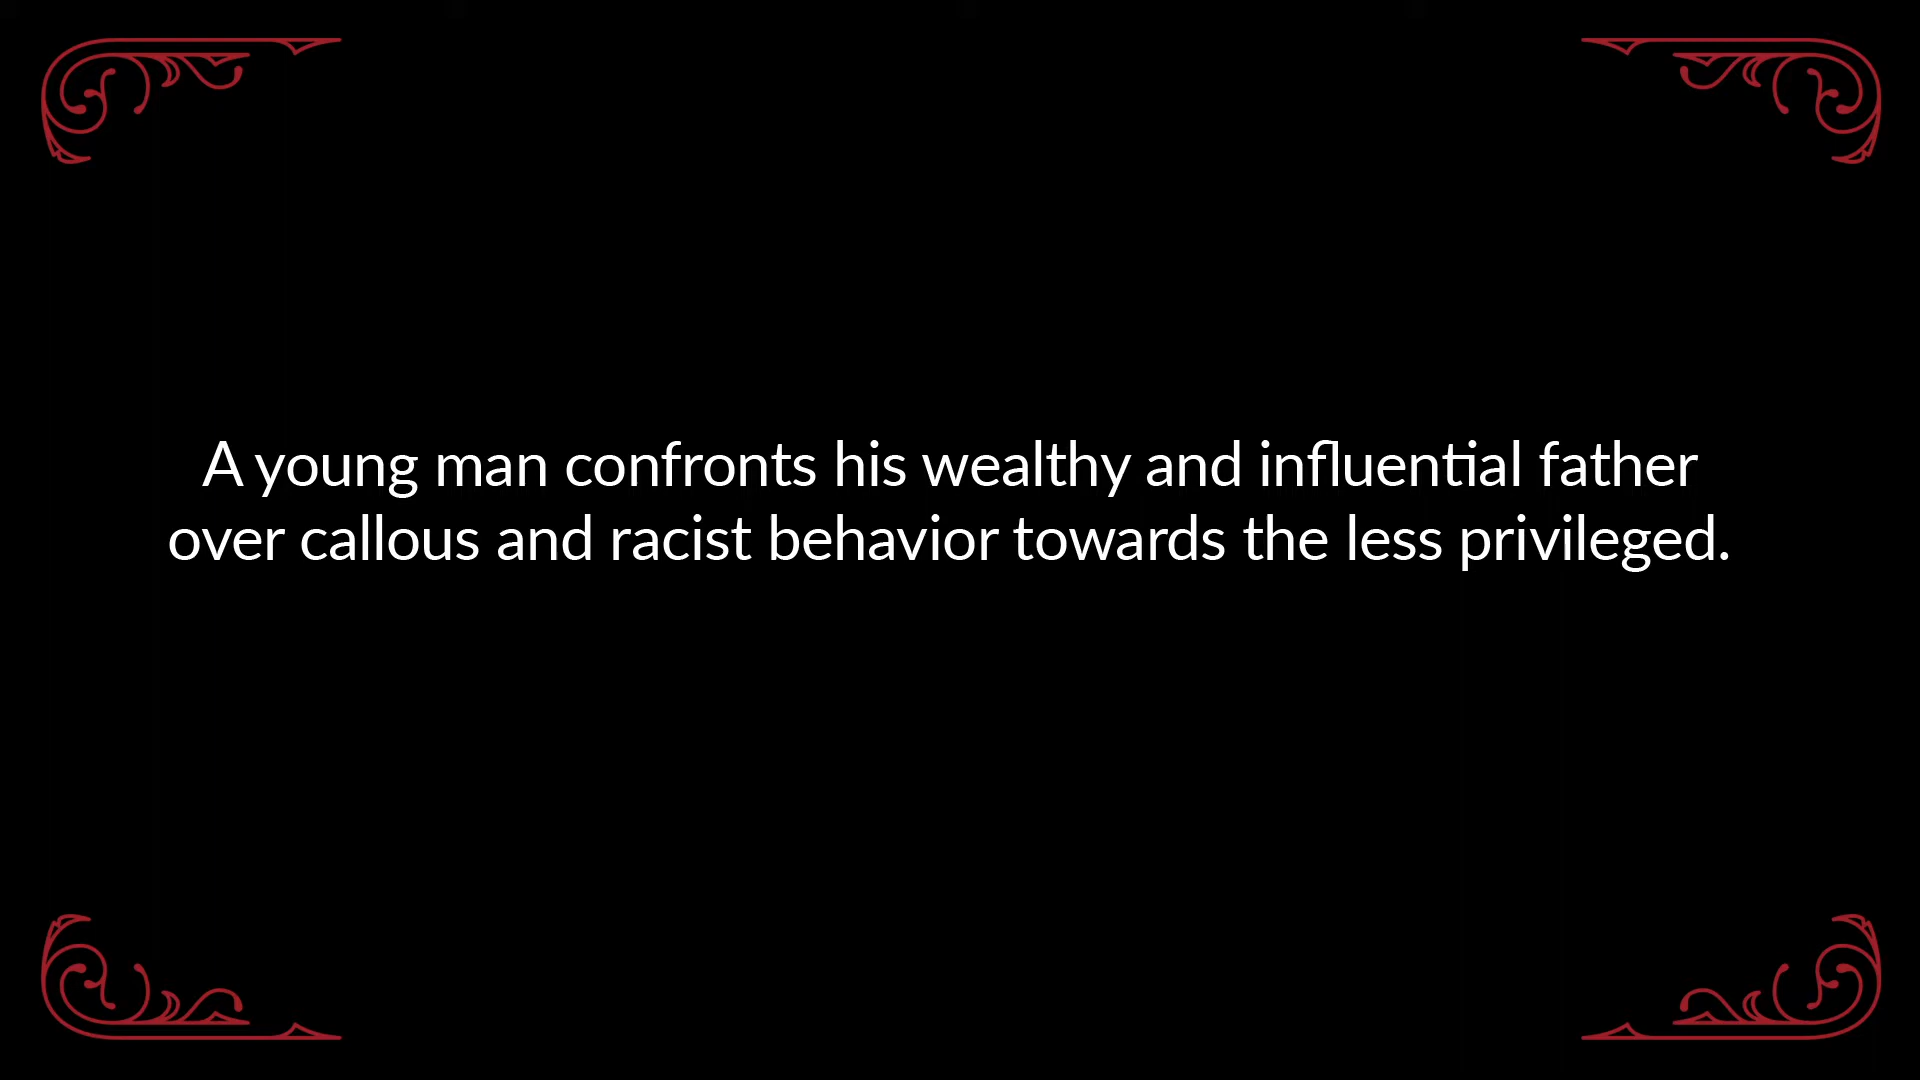 A young man confronts his wealthy and influential father
over callous and racist behavior towards the less privileged.